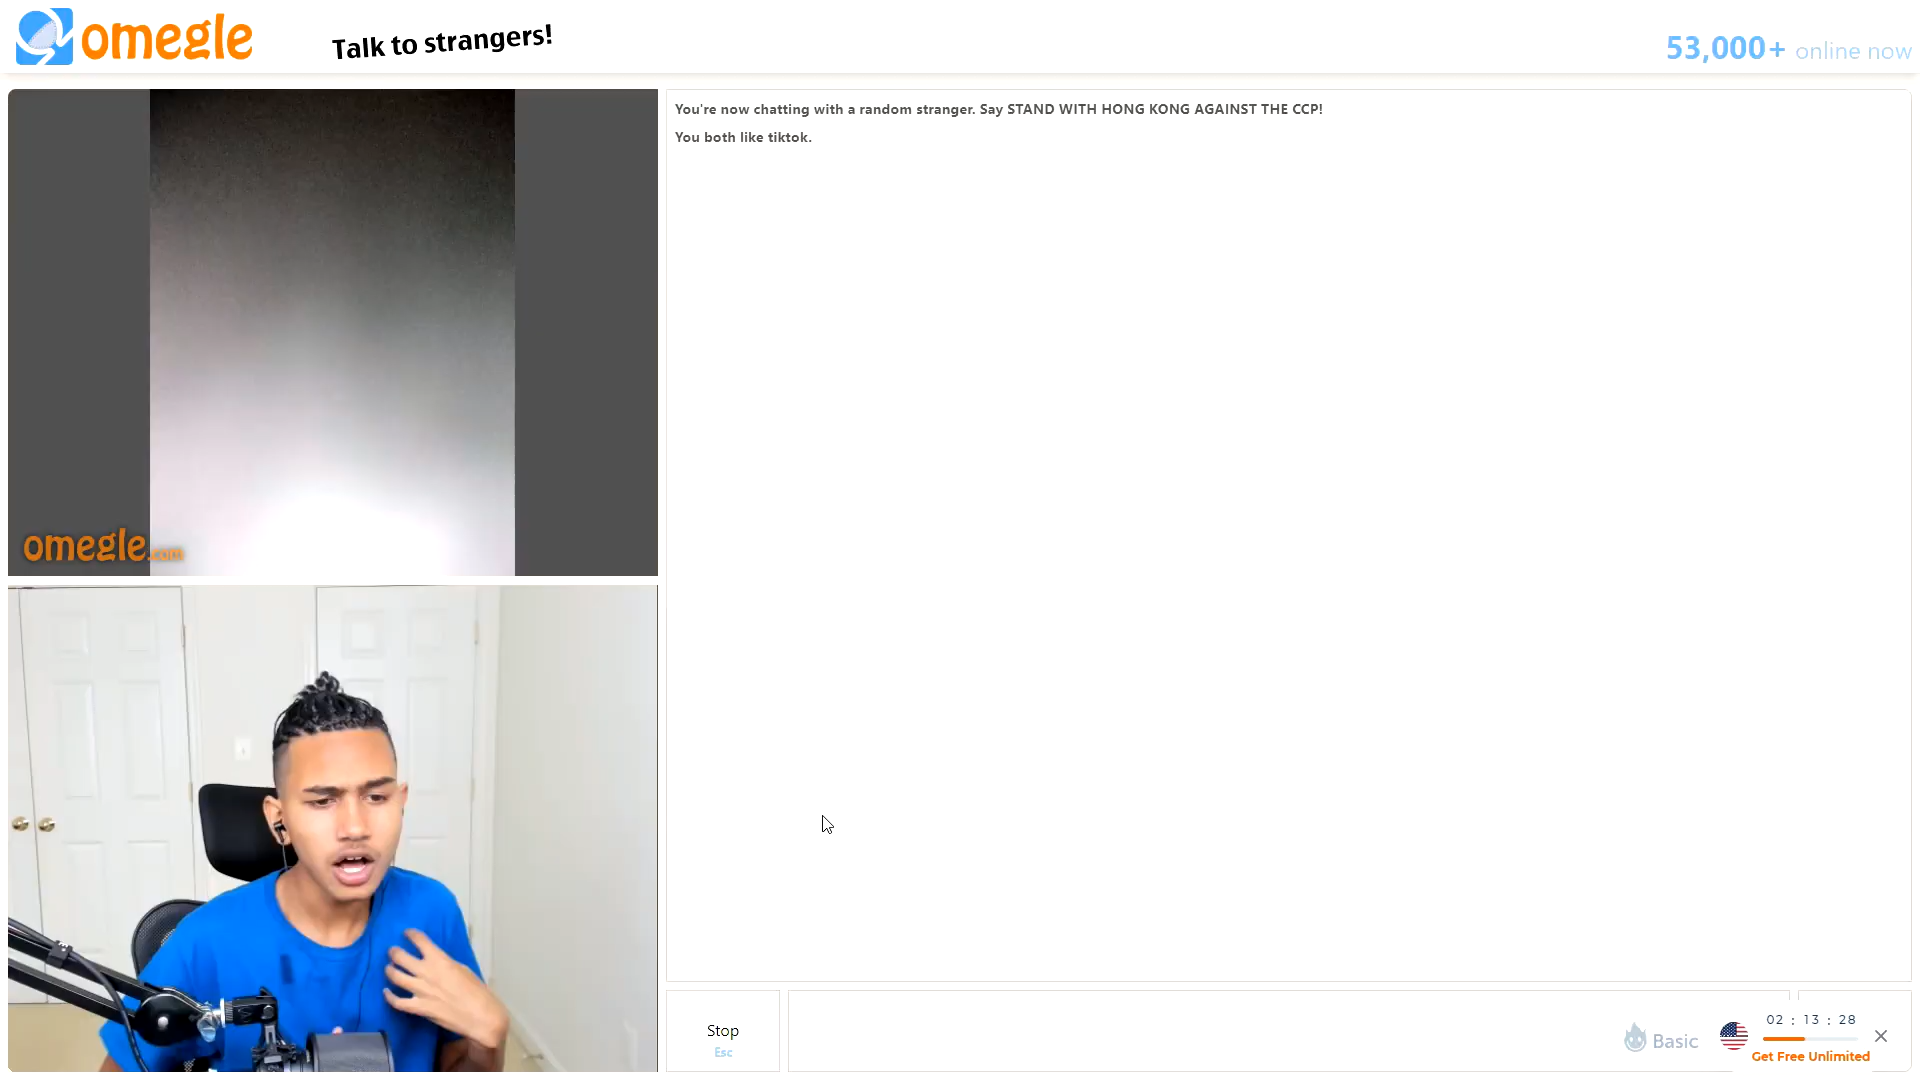 omegle
Talk to strangers!
53,000+ online now
You're now chatting with a random stranger. Say STAND WITH HONG KONG AGAINST THE CCP!
You both like tiktok.
omegle.com
Stop
Esc
Basic
02 : 13 : 28
Get Free Unlimited